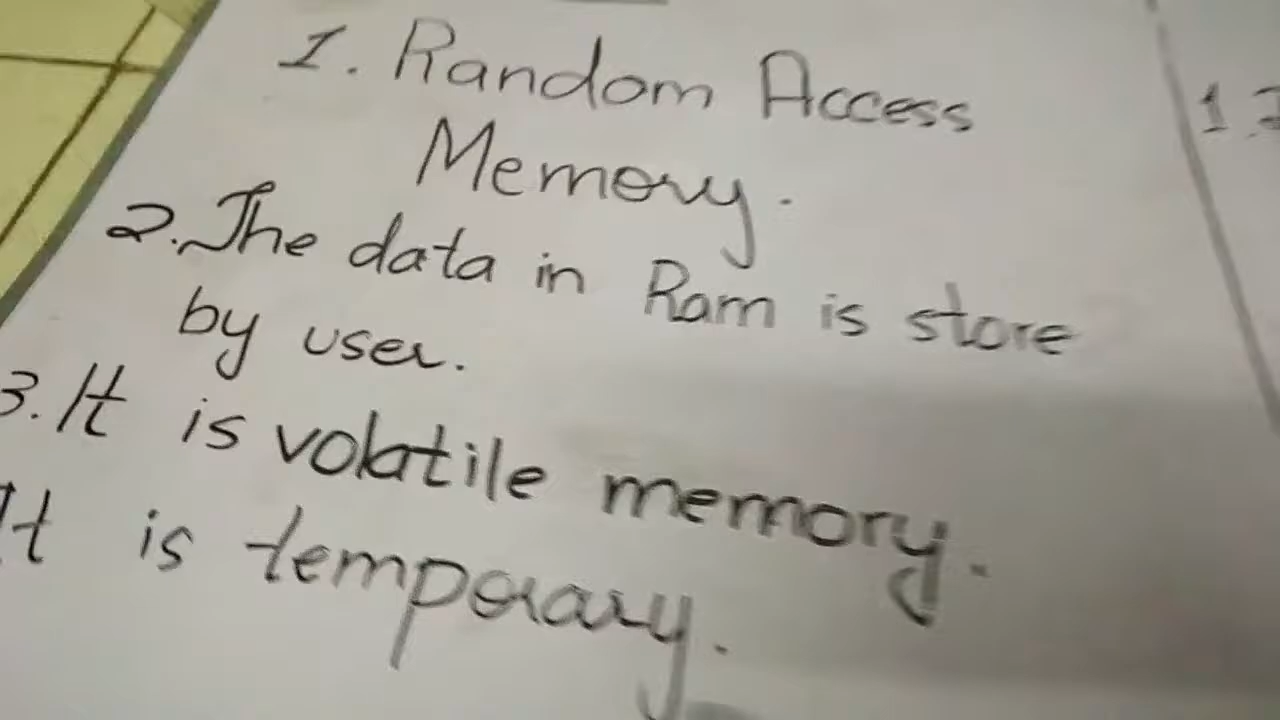 1. Random Access
Memory.
2. The data in Ram is store
by user.
3. It is volatile memory.
It is temporary.
1.